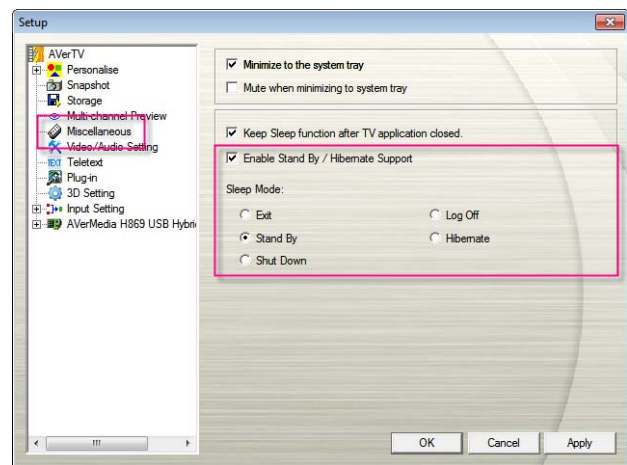 Setup
AVerTV
Personalise
Snapshot
Storage
Multi-channel Preview
Miscellaneous
Video/Audio Setting
TEXT Teletext
Plug-in
3D Setting
Input Setting
AVerMedia H869 USB Hybri
Minimize to the system tray
Mute when minimizing to system tray
Keep Sleep function after TV application closed.
Enable Stand By / Hibernate Support
Sleep Mode:
Exit Log Off
Stand By Hibernate
Shut Down
OK Cancel Apply